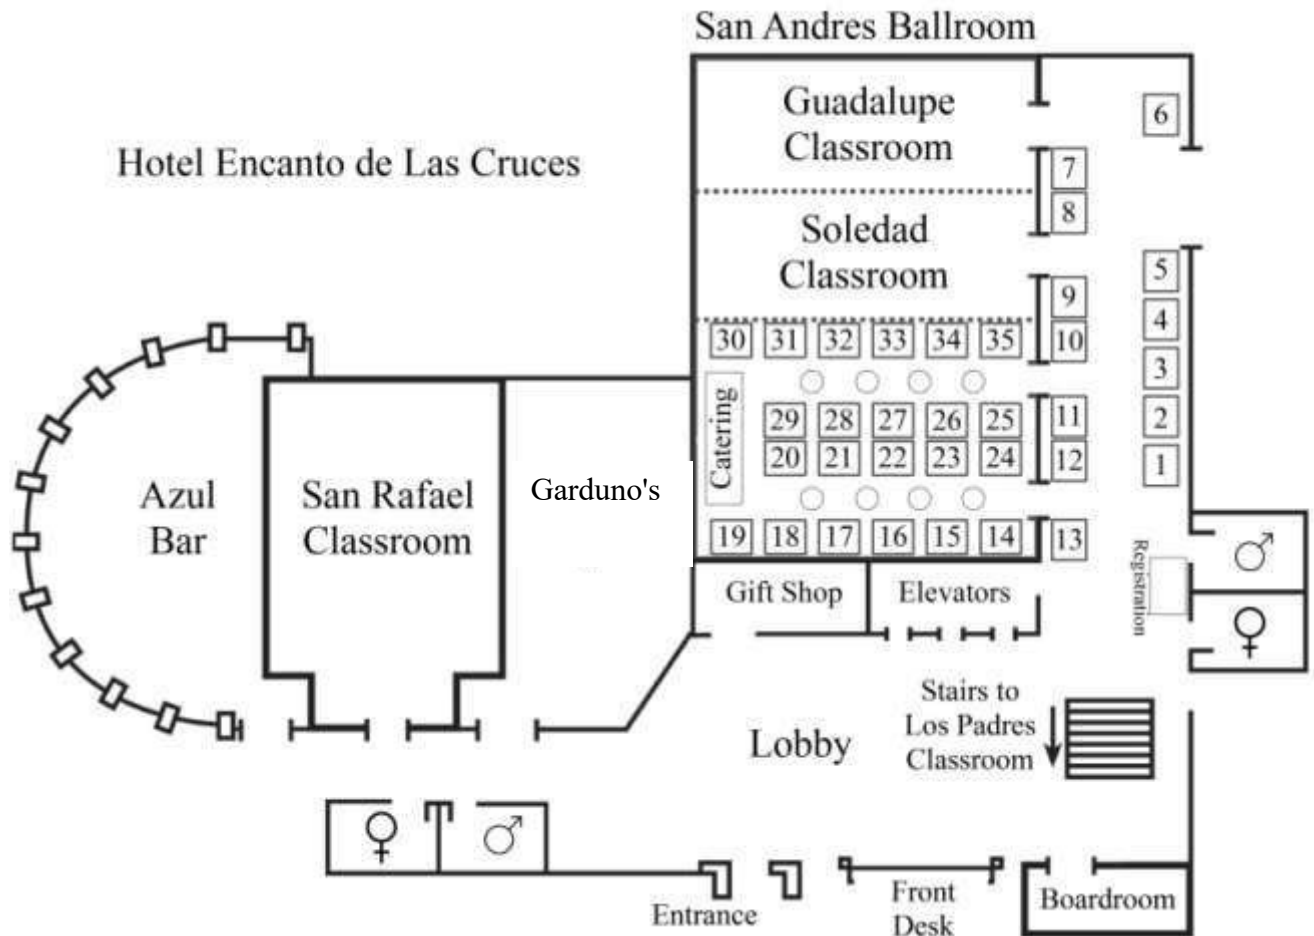 San Andres Ballroom
Hotel Encanto de Las Cruces
Guadalupe
Classroom
6
7
8
Soledad
Classroom
5
9
4
30 31 32 33 34 35 10
3
Catering
29 28 27 26 25 11
2
20 21 22 23 24 12
1
19 18 17 16 15 14 13
Azul
Bar
San Rafael
Classroom
Garduno's
Registration
Gift Shop
Elevators
Stairs to
Los Padres
Classroom
Lobby
Entrance
Front
Desk
Boardroom